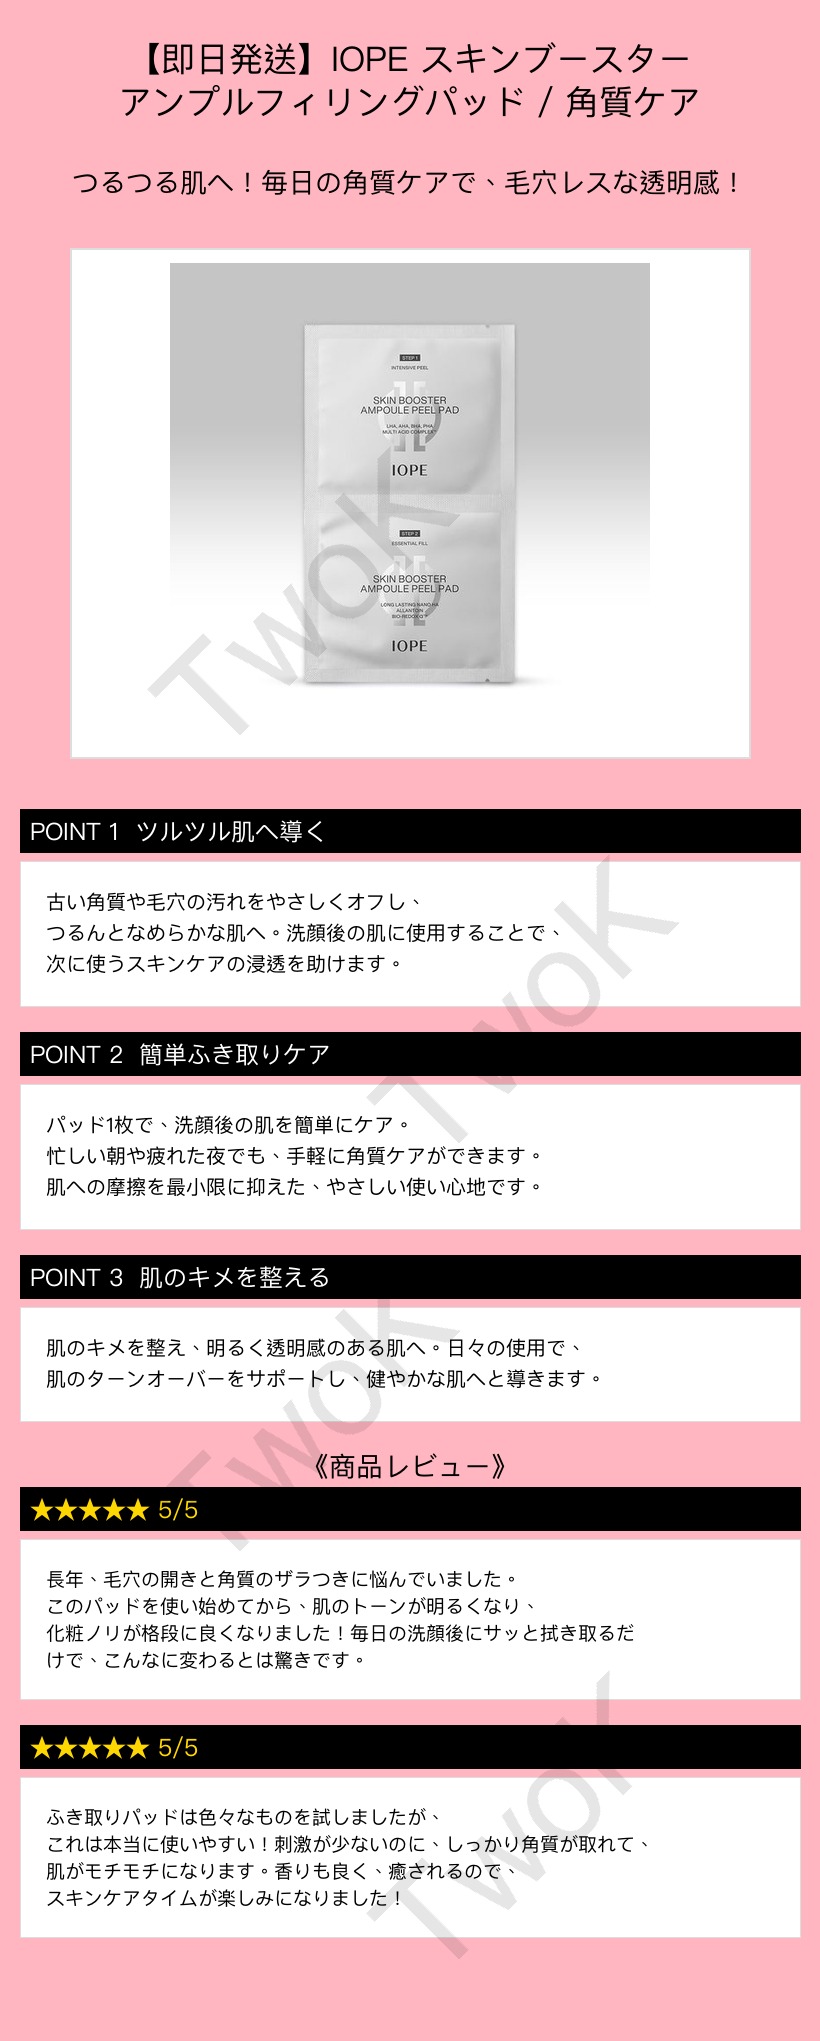 【即日発送】IOPE スキンブースター
アンプルフィリングパッド / 角質ケア
つるつる肌へ！毎日の角質ケアで、毛穴レスな透明感！
STEP 1
INTENSIVE PEEL
SKIN BOOSTER
AMPOULE PEEL PAD
LHA, AHA, BHA, PHA,
MULTI ACID COMPLEX™
IOPE
STEP 2
ESSENTIAL FILL
SKIN BOOSTER
AMPOULE PEEL PAD
LONG LASTING NANO HA
ALLANTOIN
BIO-REDOX
IOPE
TwoK
POINT 1 ツルツル肌へ導く
古い角質や毛穴の汚れをやさしくオフし、
つるんとなめらかな肌へ。洗顔後の肌に使用することで、
次に使うスキンケアの浸透を助けます。
TwoK
POINT 2 簡単ふき取りケア
パッド1枚で、洗顔後の肌を簡単にケア。
忙しい朝や疲れた夜でも、手軽に角質ケアができます。
肌への摩擦を最小限に抑えた、やさしい使い心地です。
POINT 3 肌のキメを整える
肌のキメを整え、明るく透明感のある肌へ。日々の使用で、
肌のターンオーバーをサポートし、健やかな肌へと導きます。
TwoK
《商品レビュー》
★★★★★ 5/5
長年、毛穴の開きと角質のザラつきに悩んでいました。
このパッドを使い始めてから、肌のトーンが明るくなり、
化粧ノリが格段に良くなりました！毎日の洗顔後にサッと拭き取るだ
けで、こんなに変わるとは驚きです。
★★★★★ 5/5
ふき取りパッドは色々なものを試しましたが、
これは本当に使いやすい！刺激が少ないのに、しっかり角質が取れて、
肌がモチモチになります。香りも良く、癒されるので、
スキンケアタイムが楽しみになりました！
TwoK